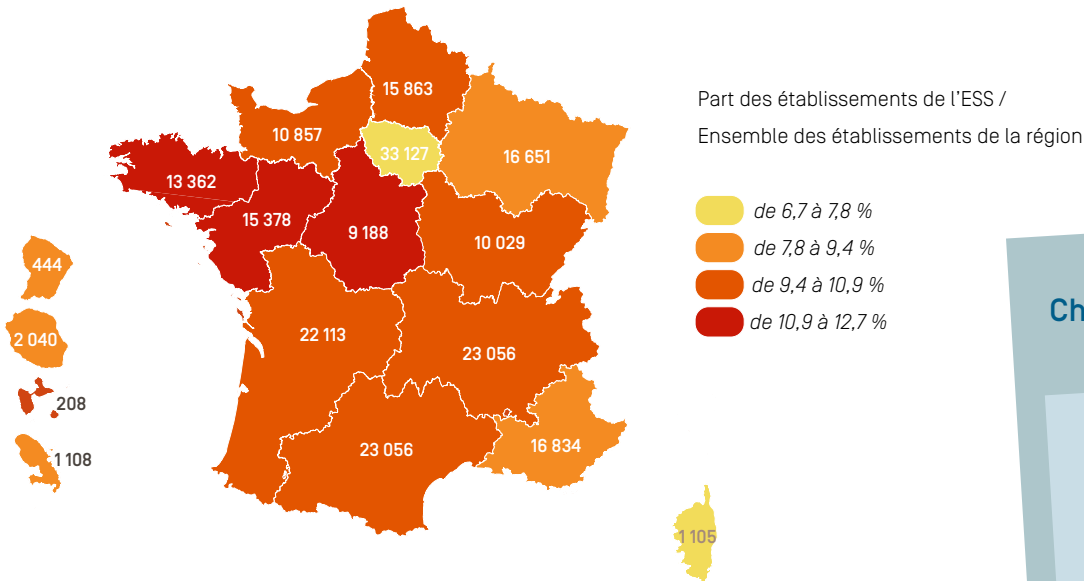 15 863
10 857
33 127
16 651
13 362
15 378
9 188
10 029
444
2 040
22 113
23 056
208
1 108
23 056
16 834
1 105
Part des établissements de l'ESS /
Ensemble des établissements de la région
de 6,7 à 7,8 %
de 7,8 à 9,4 %
de 9,4 à 10,9 %
de 10,9 à 12,7 %
Ch